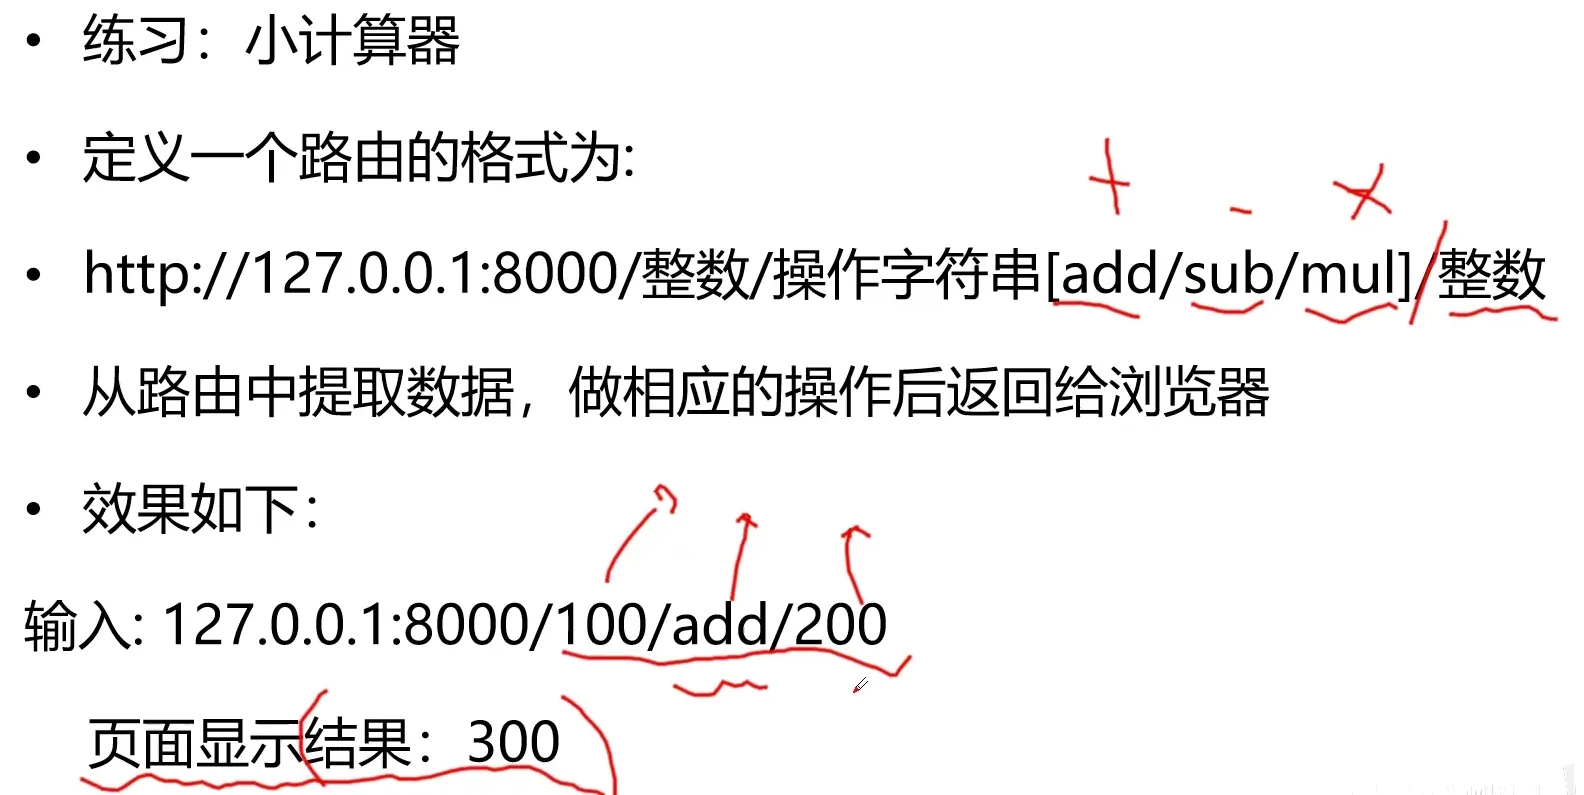 • 练习：小计算器
• 定义一个路由的格式为:
+ - ×
• http://127.0.0.1:8000/整数/操作字符串[add/sub/mul]/整数
• 从路由中提取数据，做相应的操作后返回给浏览器
• 效果如下：
输入: 127.0.0.1:8000/100/add/200
页面显示结果：300